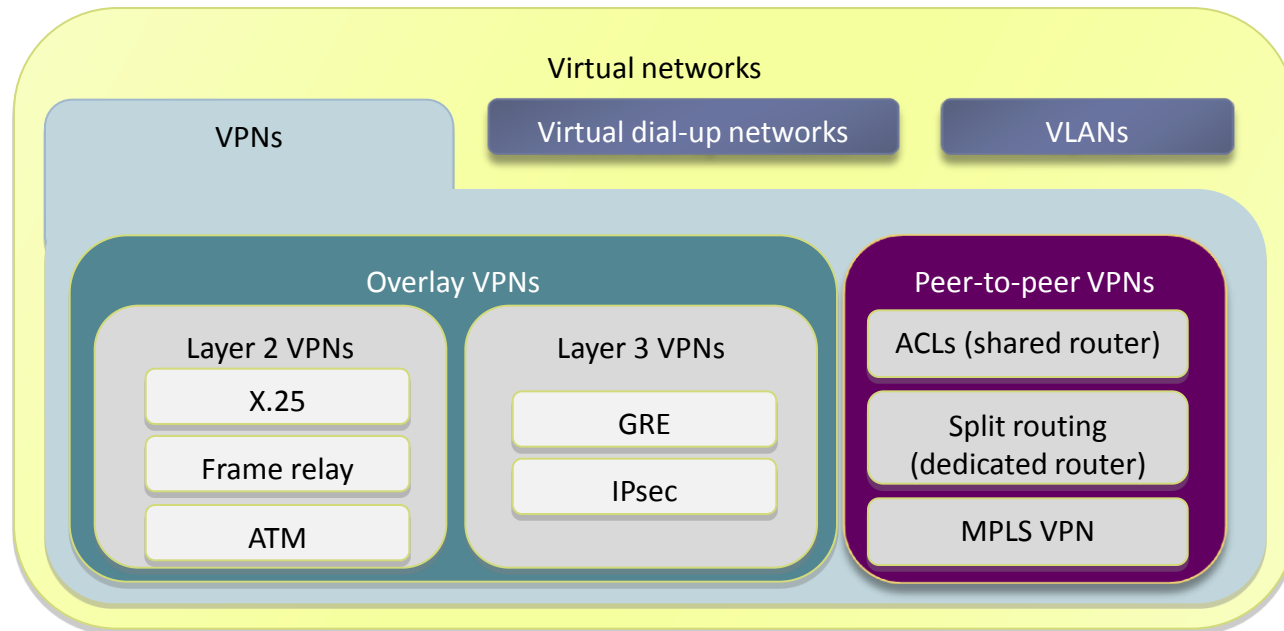 Virtual networks
VPNs
Virtual dial-up networks
VLANs
Overlay VPNs
Peer-to-peer VPNs
Layer 2 VPNs
X.25
Frame relay
ATM
Layer 3 VPNs
GRE
IPsec
ACLs (shared router)
Split routing
(dedicated router)
MPLS VPN